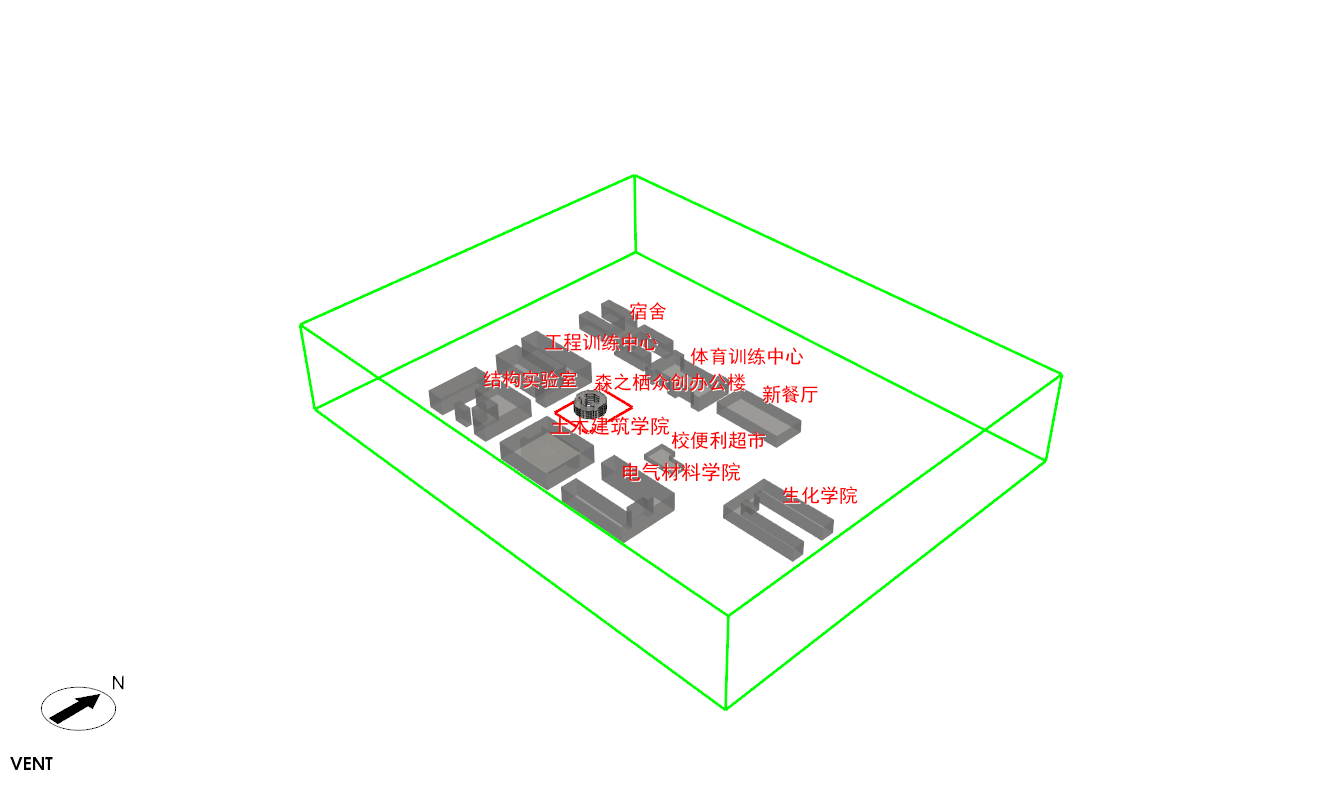 宿舍
工程训练中心
体育训练中心
结构实验室
森之栖众创办公楼
新餐厅
土木建筑学院
校便利超市
电气材料学院
生化学院
N
VENT